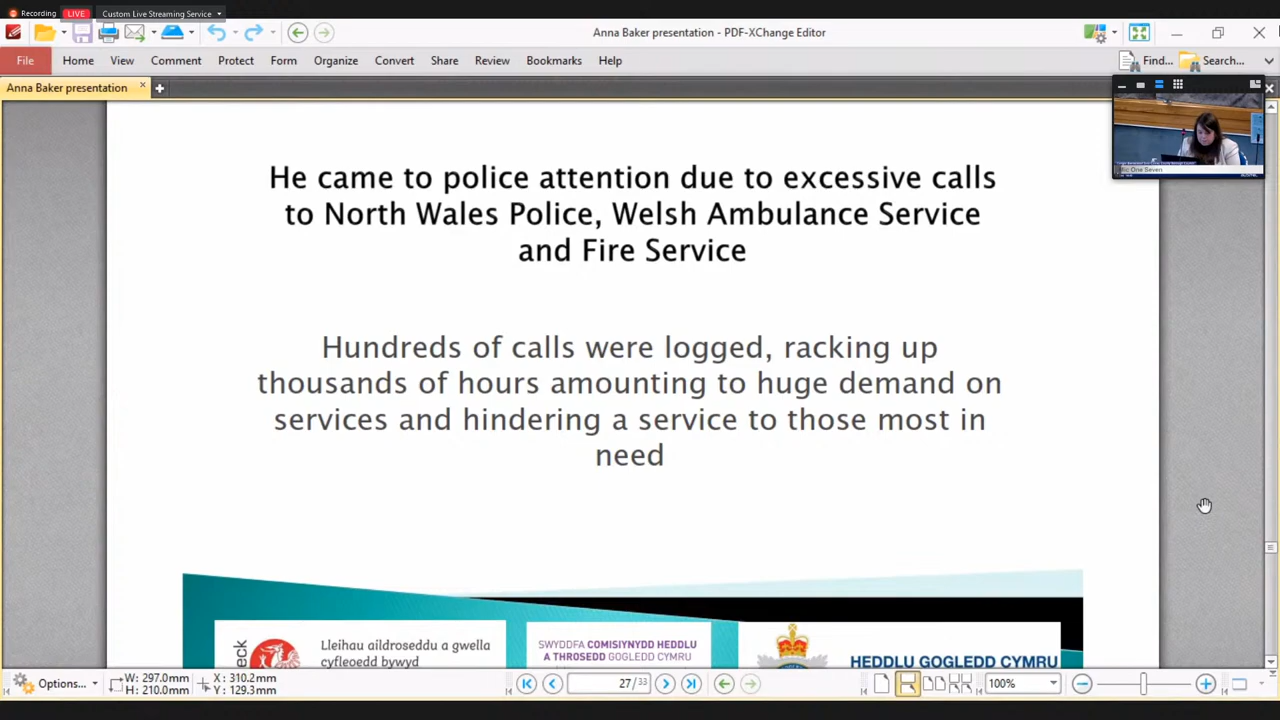 Recording
LIVE
Custom Live Streaming Service
Anna Baker presentation - PDF-XChange Editor
File
Home
View
Comment
Protect
Form
Organize
Convert
Share
Review
Bookmarks
Help
Find...
Search...
Anna Baker presentation
Mic One Seven
He came to police attention due to excessive calls
to North Wales Police, Welsh Ambulance Service
and Fire Service
Hundreds of calls were logged, racking up
thousands of hours amounting to huge demand on
services and hindering a service to those most in
need
eck
Lleihau aildroseddu a gwella
cyfleoedd bywyd
SWYDDFA COMISIYNYDD HEDDLU
A THROSEDD GOGLEDD CYMRU
HEDDLU GOGLEDD CYMRU
Options...
W: 297.0mm
H: 210.0mm
X: 310.2mm
Y: 129.3mm
27 / 33
100%